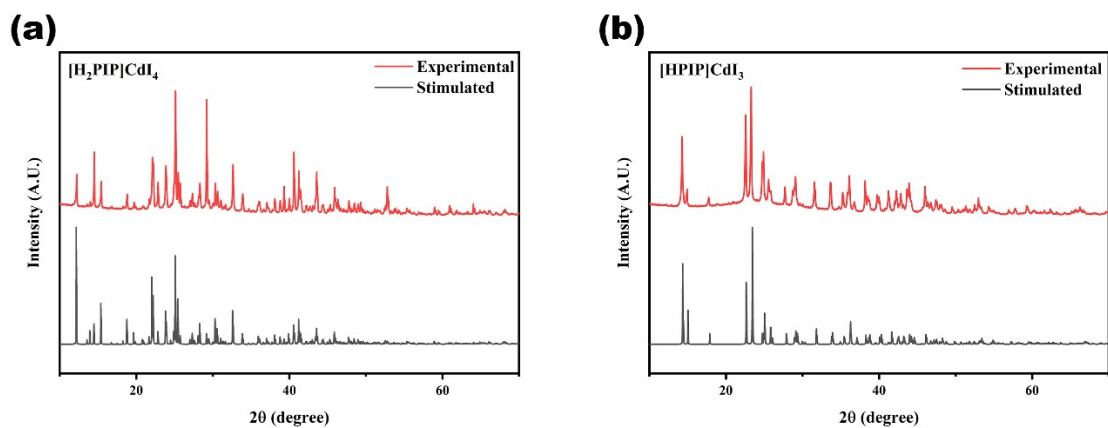 (a)
[H₂PIP]CdI₄
Experimental
Stimulated
Intensity (A.U.)
20
40
60
2θ (degree)
(b)
[HPIP]CdI₃
Experimental
Stimulated
Intensity (A.U.)
20
40
60
2θ (degree)